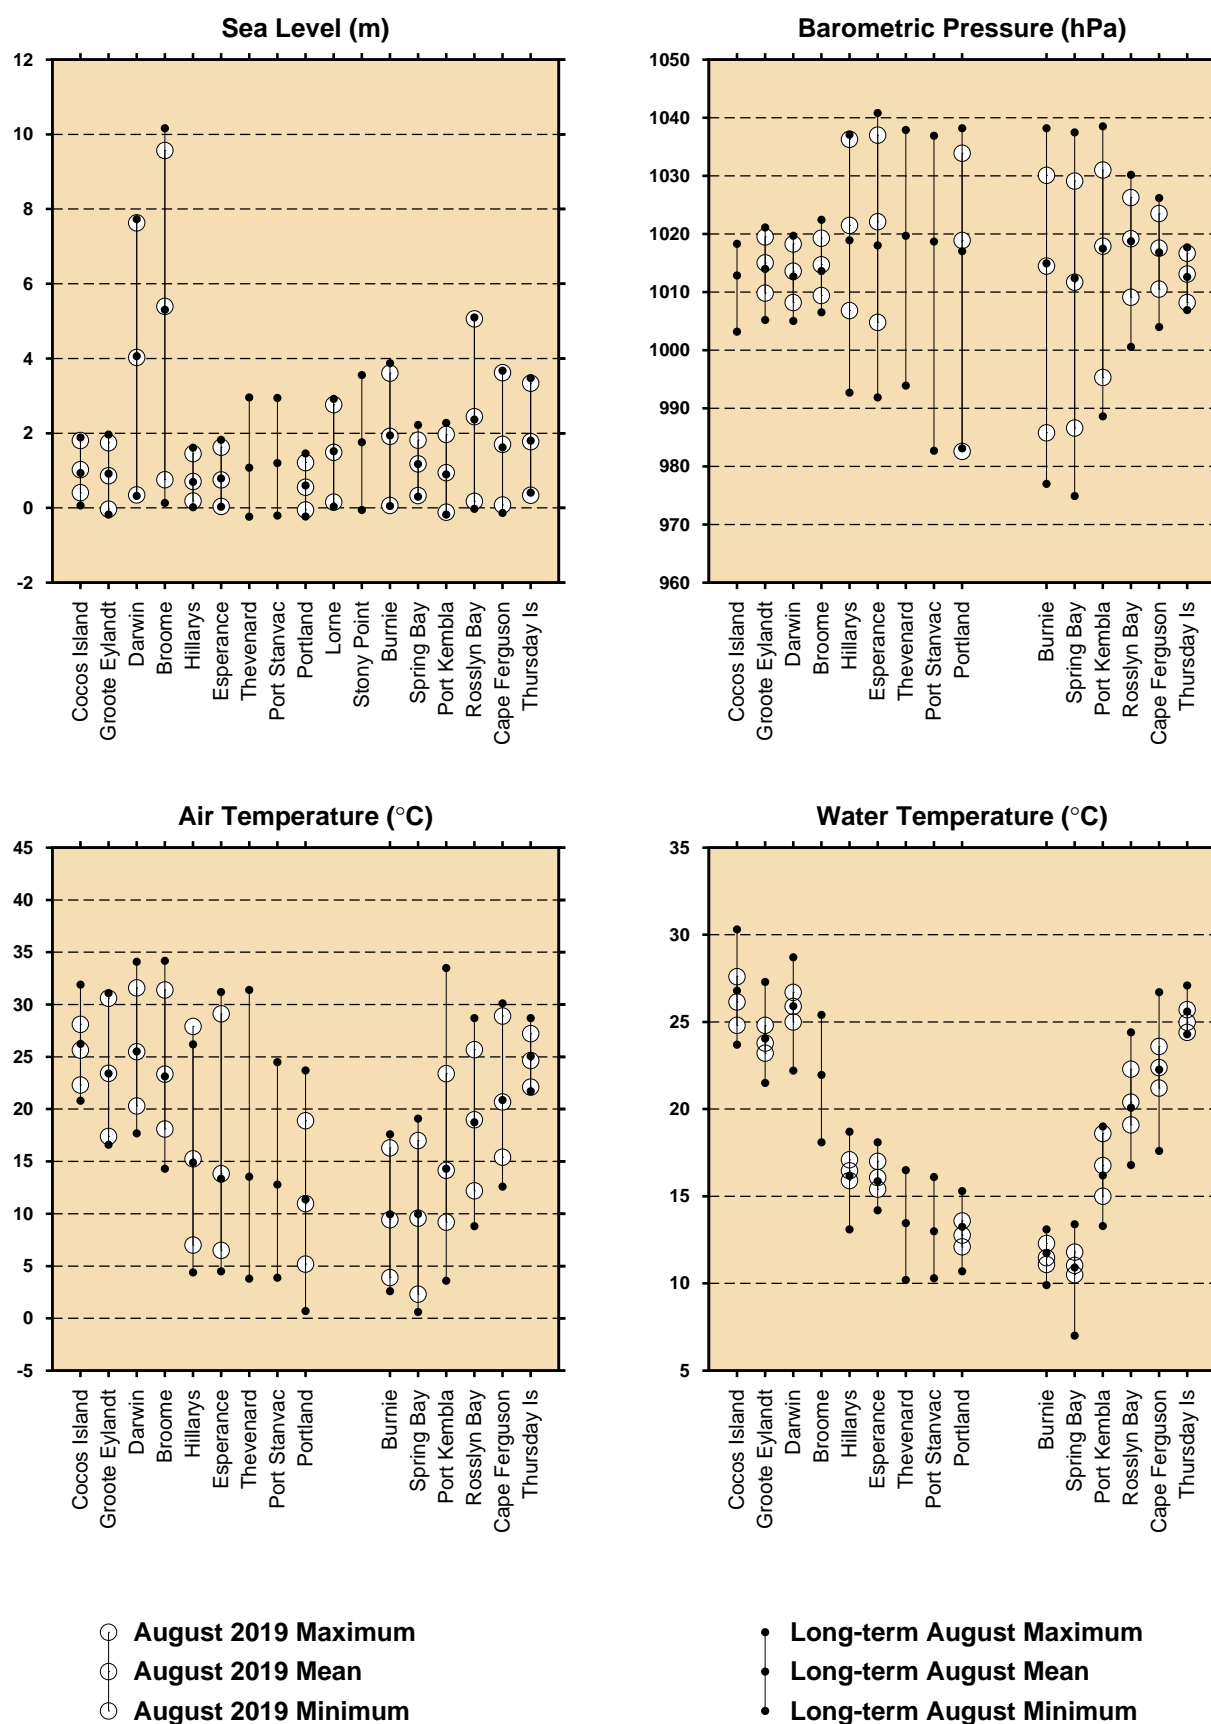 Sea Level (m)
12
10
8
6
4
2
0
-2
Cocos Island
Groote Eylandt
Darwin
Broome
Hillarys
Esperance
Thevenard
Port Stanvac
Portland
Lorne
Stony Point
Burnie
Spring Bay
Port Kembla
Rosslyn Bay
Cape Ferguson
Thursday Is
Barometric Pressure (hPa)
1050
1040
1030
1020
1010
1000
990
980
970
960
Cocos Island
Groote Eylandt
Darwin
Broome
Hillarys
Esperance
Thevenard
Port Stanvac
Portland
Burnie
Spring Bay
Port Kembla
Rosslyn Bay
Cape Ferguson
Thursday Is
Air Temperature (°C)
45
40
35
30
25
20
15
10
5
0
-5
Cocos Island
Groote Eylandt
Darwin
Broome
Hillarys
Esperance
Thevenard
Port Stanvac
Portland
Burnie
Spring Bay
Port Kembla
Rosslyn Bay
Cape Ferguson
Thursday Is
Water Temperature (°C)
35
30
25
20
15
10
5
Cocos Island
Groote Eylandt
Darwin
Broome
Hillarys
Esperance
Thevenard
Port Stanvac
Portland
Burnie
Spring Bay
Port Kembla
Rosslyn Bay
Cape Ferguson
Thursday Is
August 2019 Maximum
August 2019 Mean
August 2019 Minimum
Long-term August Maximum
Long-term August Mean
Long-term August Minimum